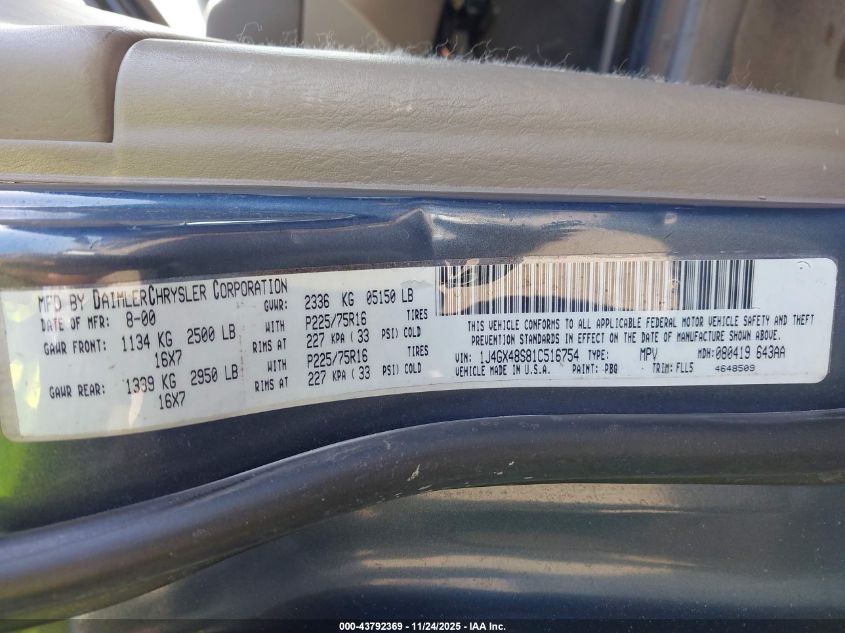 MFD BY DAIMLERCHRYSLER CORPORATION
DATE OF MFR: 8-00 GVWR: 2336 KG 05150 LB
GAWR FRONT: 1134 KG 2500 LB WITH P225/75R16 TIRES
16X7 RIMS AT 227 KPA ( 33 PSI) COLD
GAWR REAR: 1339 KG 2950 LB WITH P225/75R16 TIRES
16X7 RIMS AT 227 KPA ( 33 PSI) COLD
THIS VEHICLE CONFORMS TO ALL APPLICABLE FEDERAL MOTOR VEHICLE SAFETY AND THEFT
PREVENTION STANDARDS IN EFFECT ON THE DATE OF MANUFACTURE SHOWN ABOVE.
VIN: 1J4GX48S81C516754 TYPE: MPV MDH: 080419 643AA
VEHICLE MADE IN U.S.A. PAINT: PBQ TRIM: FLL5 4648509
000-43792369 - 11/24/2025 - IAA Inc.